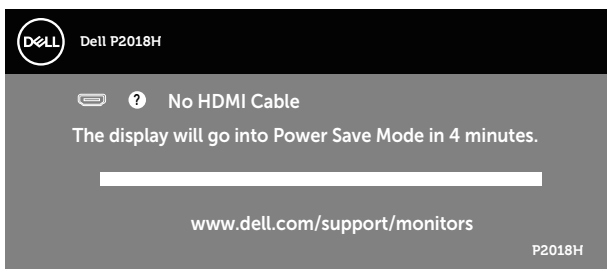 DELL
Dell P2018H
? No HDMI Cable
The display will go into Power Save Mode in 4 minutes.
www.dell.com/support/monitors
P2018H